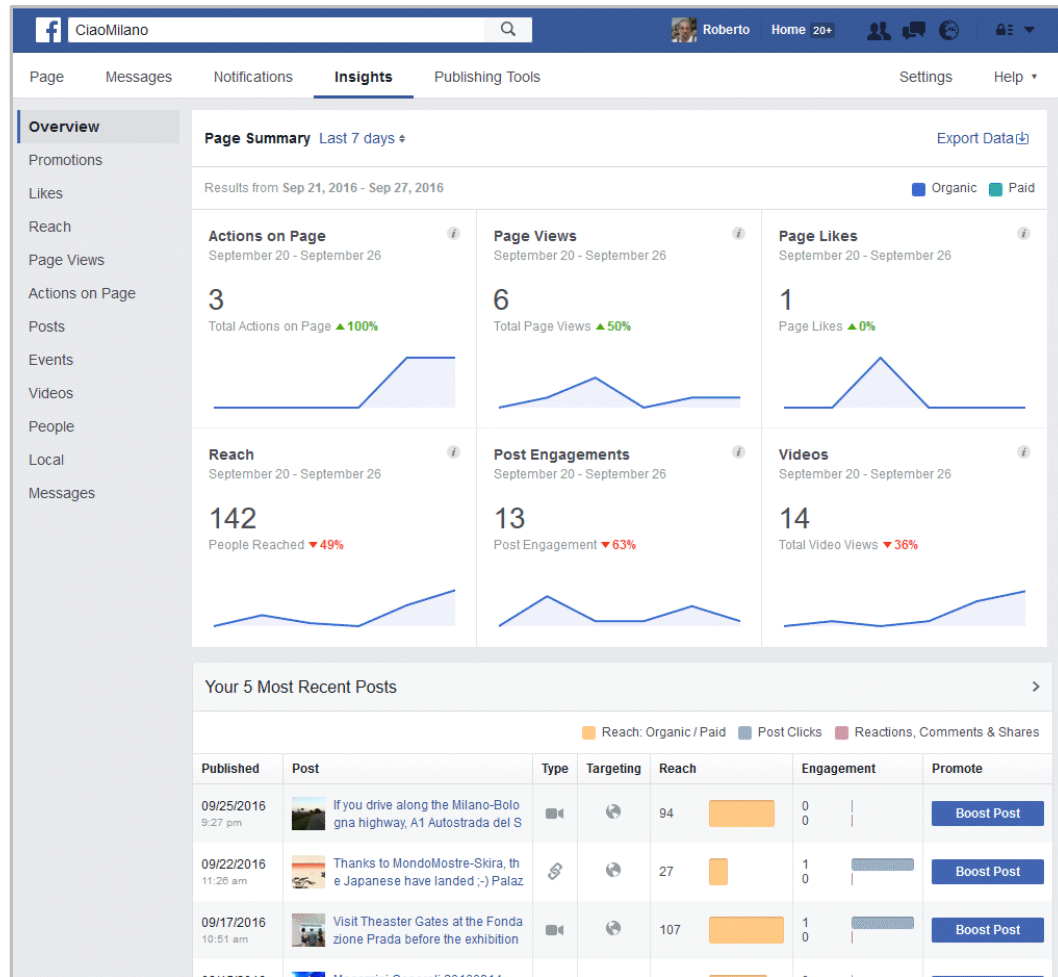 f CiaoMilano Roberto Home 20+
Page Messages Notifications Insights Publishing Tools Settings Help
Overview
Promotions
Likes
Reach
Page Views
Actions on Page
Posts
Events
Videos
People
Local
Messages
Page Summary Last 7 days Export Data
Results from Sep 21, 2016 - Sep 27, 2016 Organic Paid
Actions on Page i
September 20 - September 26
3
Total Actions on Page ▲100%
Page Views i
September 20 - September 26
6
Total Page Views ▲50%
Page Likes i
September 20 - September 26
1
Page Likes ▲0%
Reach i
September 20 - September 26
142
People Reached ▼49%
Post Engagements i
September 20 - September 26
13
Post Engagement ▼63%
Videos i
September 20 - September 26
14
Total Video Views ▼36%
Your 5 Most Recent Posts
Reach: Organic / Paid Post Clicks Reactions, Comments & Shares
Published Post Type Targeting Reach Engagement Promote
09/25/2016 If you drive along the Milano-Bolo 94 0 Boost Post
9:27 pm gna highway, A1 Autostrada del S 0
09/22/2016 Thanks to MondoMostre-Skira, th 27 1 Boost Post
11:26 am e Japanese have landed ;-) Palaz 0
09/17/2016 Visit Theaster Gates at the Fonda 107 1 Boost Post
10:51 am zione Prada before the exhibition 0